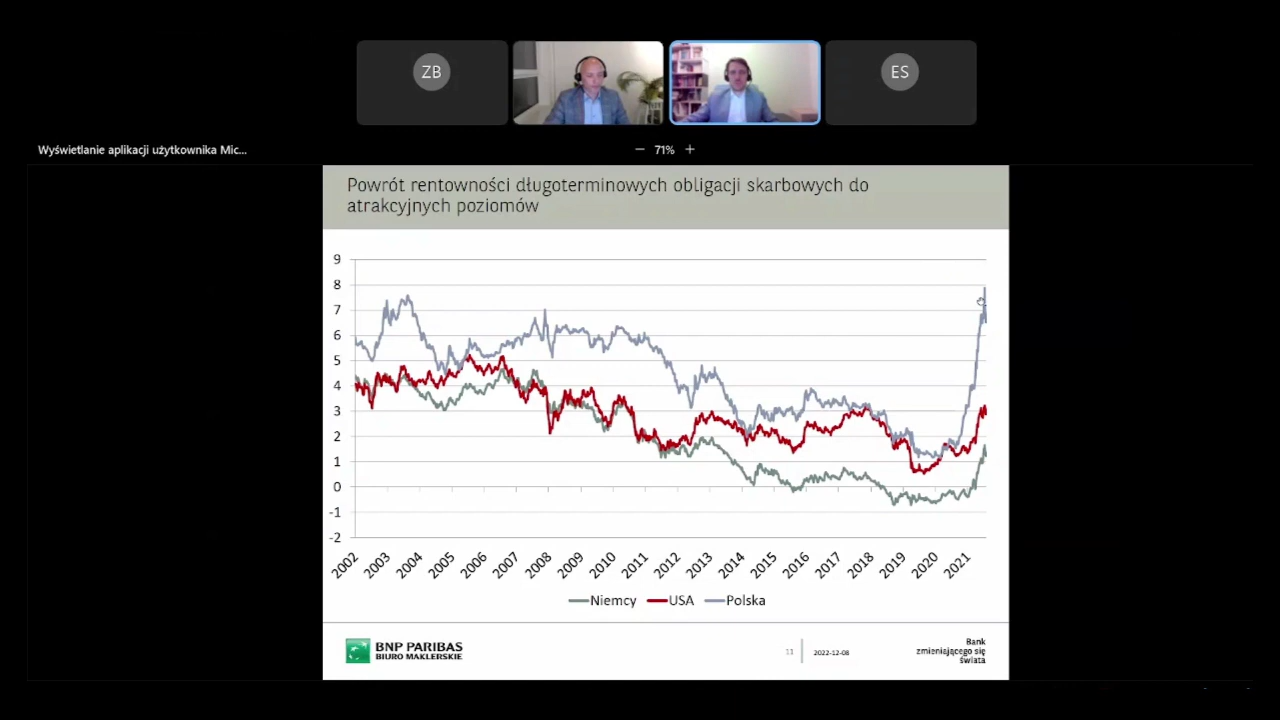 ZB
ES
Wyświetlanie aplikacji użytkownika Mic...
71%
Powrót rentowności długoterminowych obligacji skarbowych do
atrakcyjnych poziomów
9
8
7
6
5
4
3
2
1
0
-1
-2
2002 2003 2004 2005 2006 2007 2008 2009 2010 2011 2012 2013 2014 2015 2016 2017 2018 2019 2020 2021
Niemcy USA Polska
BNP PARIBAS
BIURO MAKLERSKIE
11
2022-12-08
Bank
zmieniającego się
świata